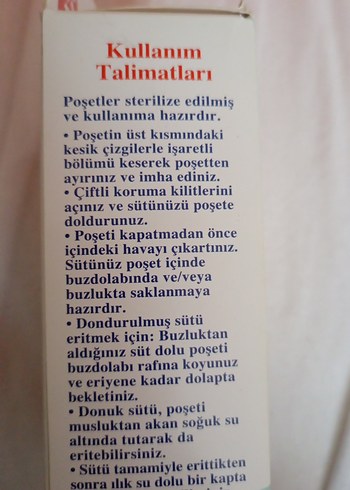 Kullanım
Talimatları
Poşetler sterilize edilmiş
ve kullanıma hazırdır.
• Poşetin üst kısmındaki
kesik çizgilerle işaretli
bölümü keserek poşetten
ayırınız ve imha ediniz.
• Çiftli koruma kilitlerini
açınız ve sütünüzü poşete
doldurunuz.
• Poşeti kapatmadan önce
içindeki havayı çıkartınız.
Sütünüz poşet içinde
buzdolabında ve/veya
buzlukta saklanmaya
hazırdır.
• Dondurulmuş sütü
eritmek için: Buzluktan
aldığınız süt dolu poşeti
buzdolabı rafına koyunuz
ve eriyene kadar dolapta
bekletiniz.
• Donuk sütü, poşeti
musluktan akan soğuk su
altında tutarak da
eritebilirsiniz.
• Sütü tamamiyle erittikten
sonra ılık su dolu bir kapta